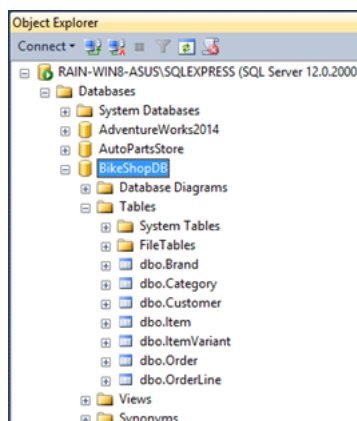 Object Explorer
Connect
RAIN-WIN8-ASUS\SQLEXPRESS (SQL Server 12.0.2000
Databases
System Databases
AdventureWorks2014
AutoPartsStore
BikeShopDB
Database Diagrams
Tables
System Tables
FileTables
dbo.Brand
dbo.Category
dbo.Customer
dbo.Item
dbo.ItemVariant
dbo.Order
dbo.OrderLine
Views
Synonyms